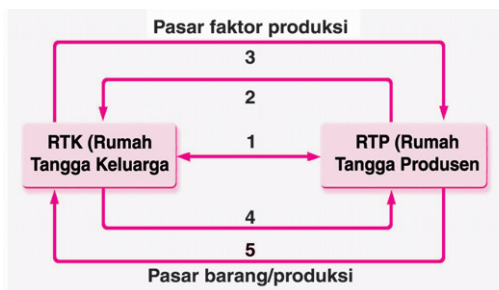 Pasar faktor produksi
3
2
RTK (Rumah
Tangga Keluarga
1
RTP (Rumah
Tangga Produsen
4
5
Pasar barang/produksi